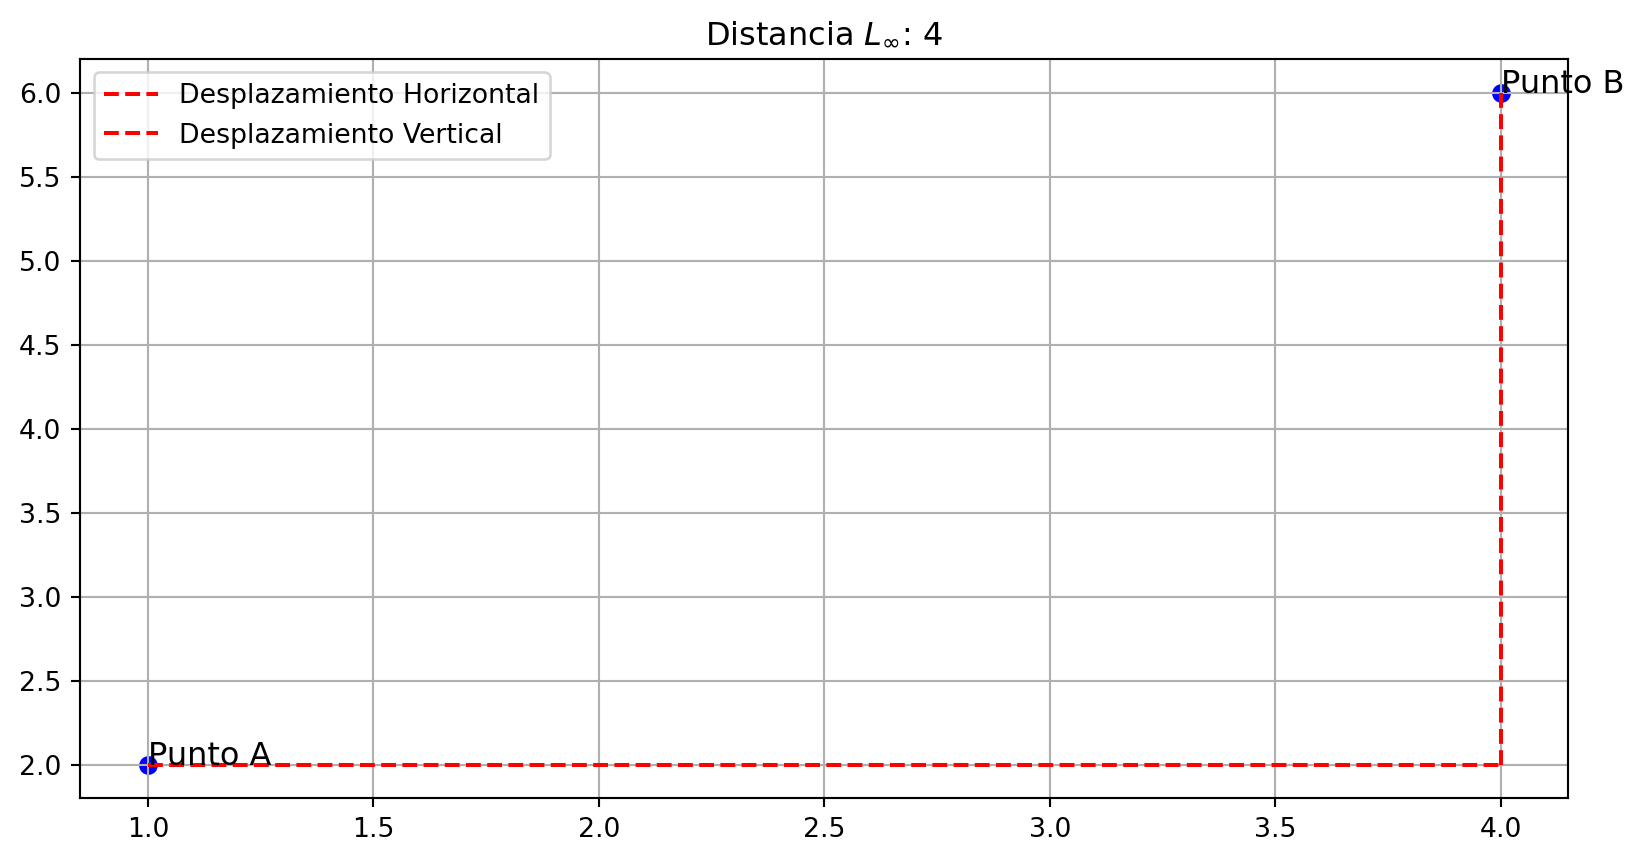 Distancia L∞: 4
Desplazamiento Horizontal
Desplazamiento Vertical
Punto B
Punto A
6.0
5.5
5.0
4.5
4.0
3.5
3.0
2.5
2.0
1.0 1.5 2.0 2.5 3.0 3.5 4.0